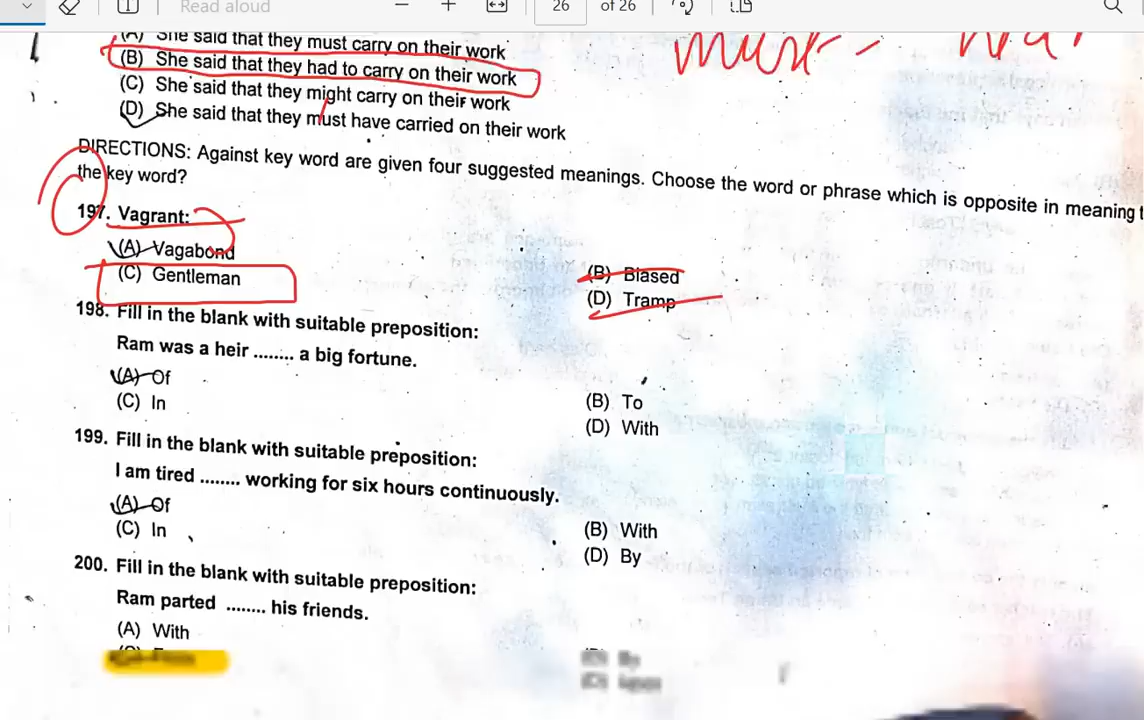 Read aloud
26 of 26
(A) She said that they must carry on their work
must -
(B) She said that they had to carry on their work
(C) She said that they might carry on their work
(D) She said that they must have carried on their work
DIRECTIONS: Against key word are given four suggested meanings. Choose the word or phrase which is opposite in meaning t
the key word?
197. Vagrant:
(A) Vagabond
(B) Biased
(C) Gentleman
(D) Tramp
198. Fill in the blank with suitable preposition:
Ram was a heir ........ a big fortune.
(A) Of
(B) To
(C) In
(D) With
199. Fill in the blank with suitable preposition:
I am tired ........ working for six hours continuously.
(A) Of
(B) With
(C) In
(D) By
200. Fill in the blank with suitable preposition:
Ram parted ........ his friends.
(A) With